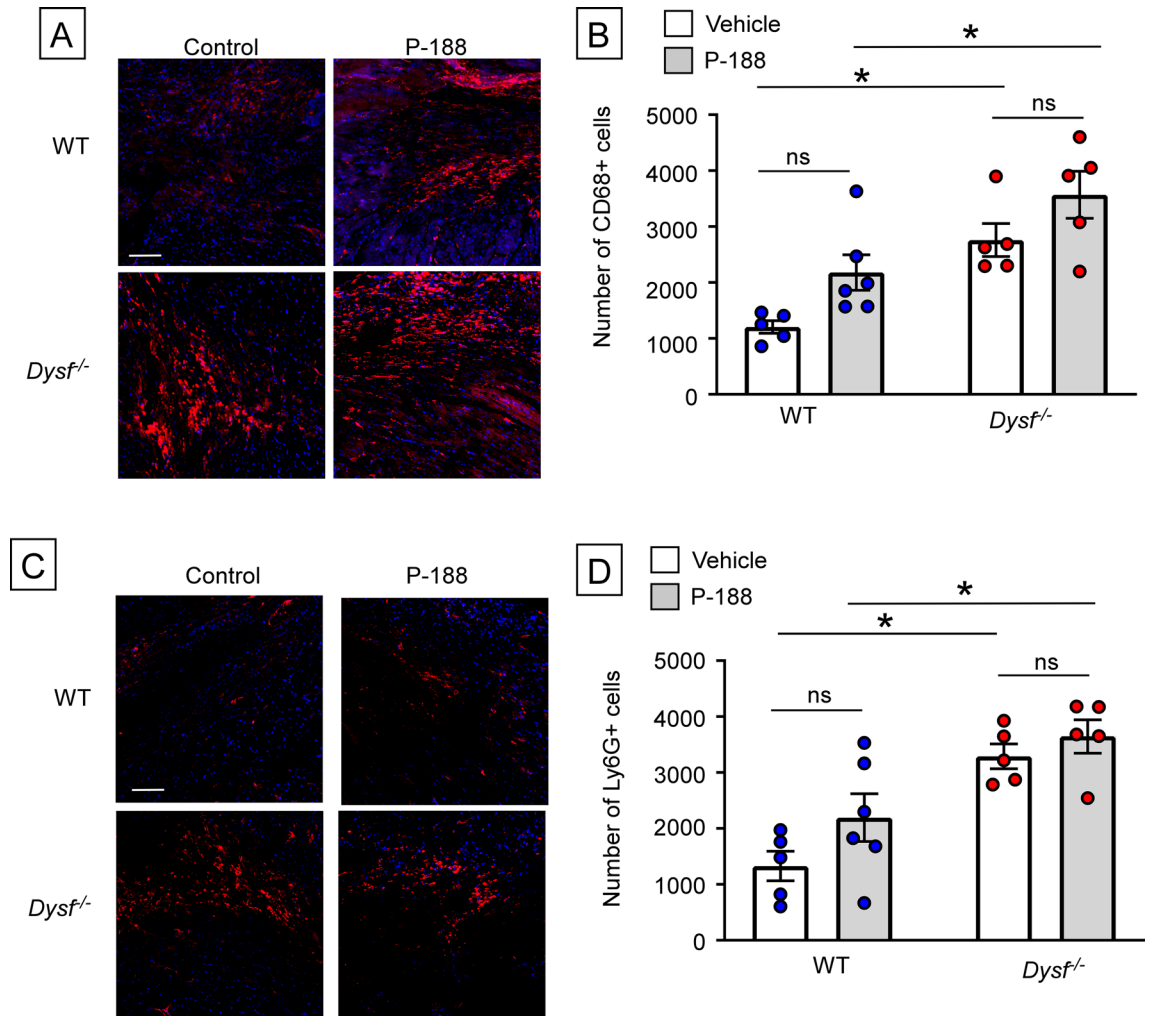 A
Control
P-188
WT
Dysf-/-
B
Vehicle
P-188
*
*
ns
ns
Number of CD68+ cells
5000
4000
3000
2000
1000
0
WT
Dysf-/-
C
Control
P-188
WT
Dysf-/-
D
Vehicle
P-188
*
*
ns
ns
Number of Ly6G+ cells
5000
4000
3000
2000
1000
0
WT
Dysf-/-